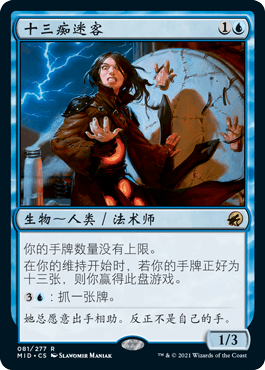 十三痴迷客 1
生物～人类／法术师
你的手牌数量没有上限。
在你的维持开始时，若你的手牌正好为
十三张，则你赢得此盘游戏。
3：抓一张牌。
她总愿意出手相助。反正不是自己的手。
1/3
081/277 R
MID • CS SLAWOMIR MANIAK
™ & © 2021 Wizards of the Coast